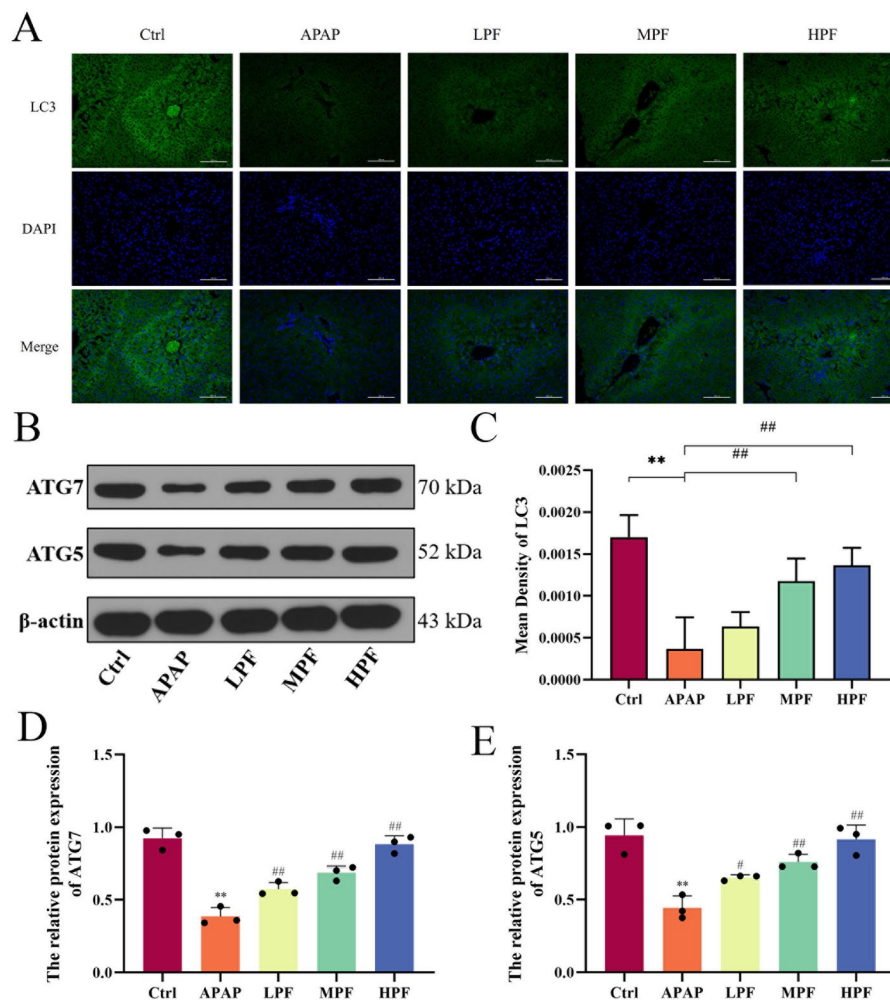 A
Ctrl APAP LPF MPF HPF
LC3
DAPI
Merge
B
ATG7 70 kDa
ATG5 52 kDa
β-actin 43 kDa
Ctrl APAP LPF MPF HPF
C
##
** ##
Mean Density of LC3
0.0025
0.0020
0.0015
0.0010
0.0005
0.0000
Ctrl APAP LPF MPF HPF
D
The relative protein expression
of ATG7
1.5
1.0
0.5
0.0
** ## ## ##
Ctrl APAP LPF MPF HPF
E
The relative protein expression
of ATG5
1.5
1.0
0.5
0.0
** # ## ##
Ctrl APAP LPF MPF HPF